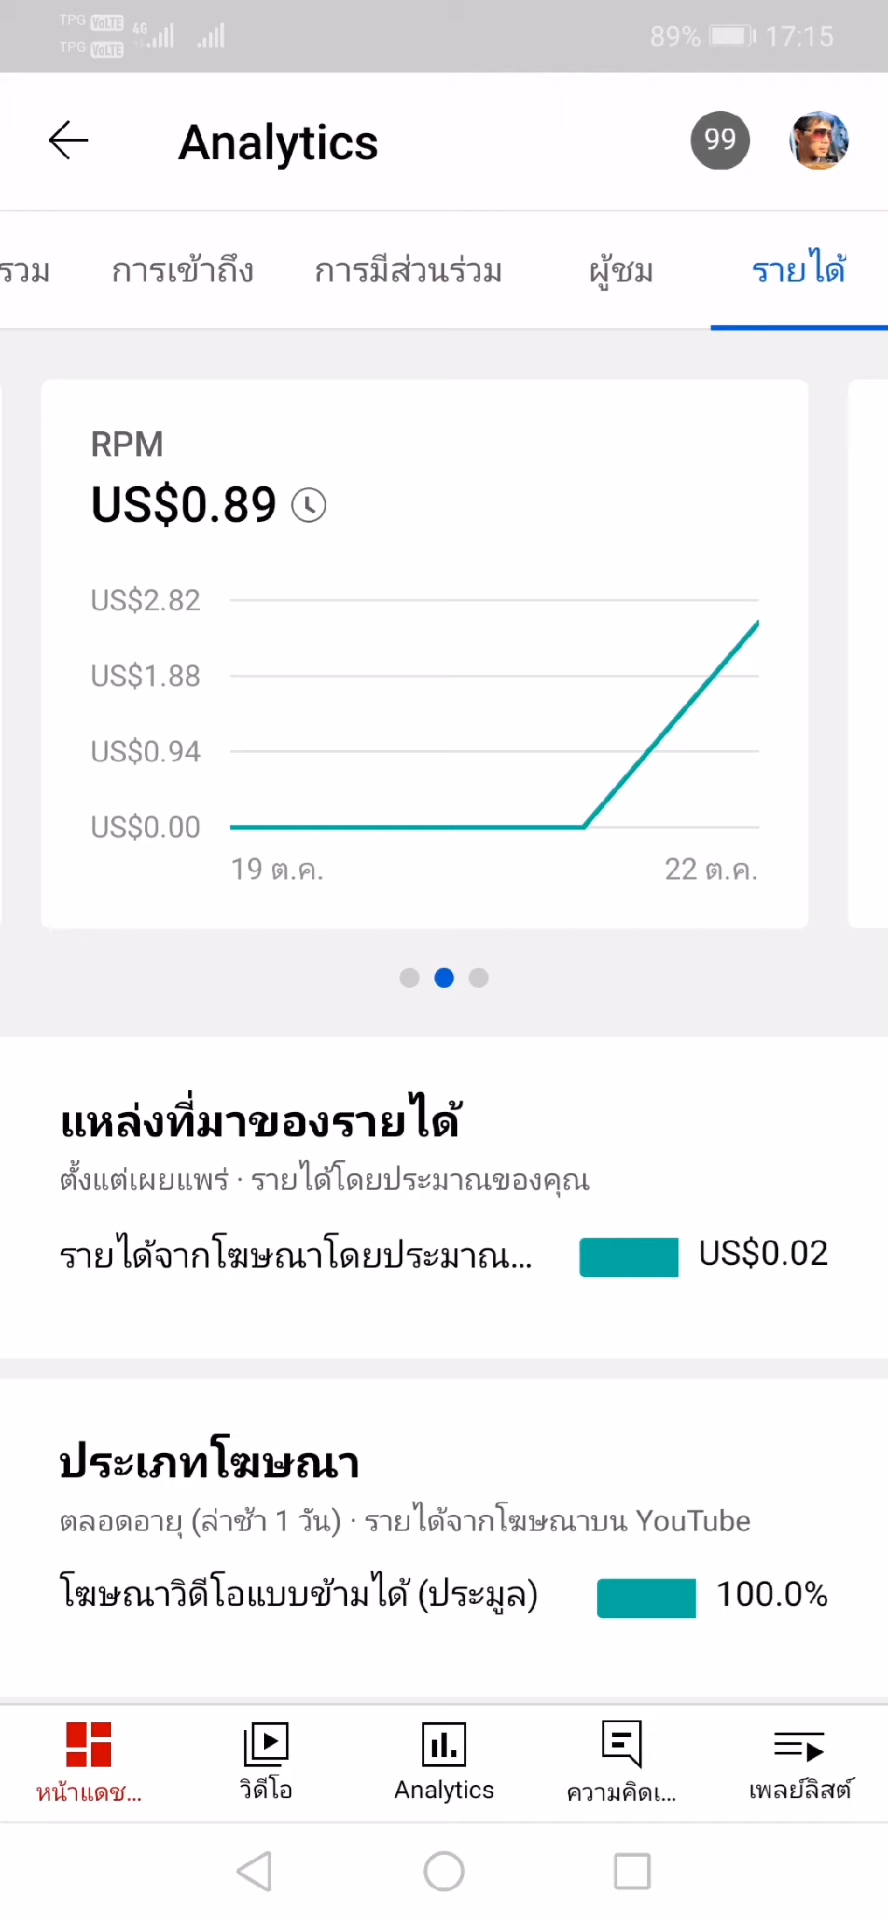 TPG VoLTE 4G
TPG VoLTE
89% 17:15
Analytics
99
รวม การเข้าถึง การมีส่วนร่วม ผู้ชม รายได้
RPM
US$0.89
US$2.82
US$1.88
US$0.94
US$0.00
19 ต.ค. 22 ต.ค.
แหล่งที่มาของรายได้
ตั้งแต่เผยแพร่ · รายได้โดยประมาณของคุณ
รายได้จากโฆษณาโดยประมาณ... US$0.02
ประเภทโฆษณา
ตลอดอายุ (ล่าช้า 1 วัน) · รายได้จากโฆษณาบน YouTube
โฆษณาวิดีโอแบบข้ามได้ (ประมูล) 100.0%
หน้าแดช... วิดีโอ Analytics ความคิดเ... เพลย์ลิสต์